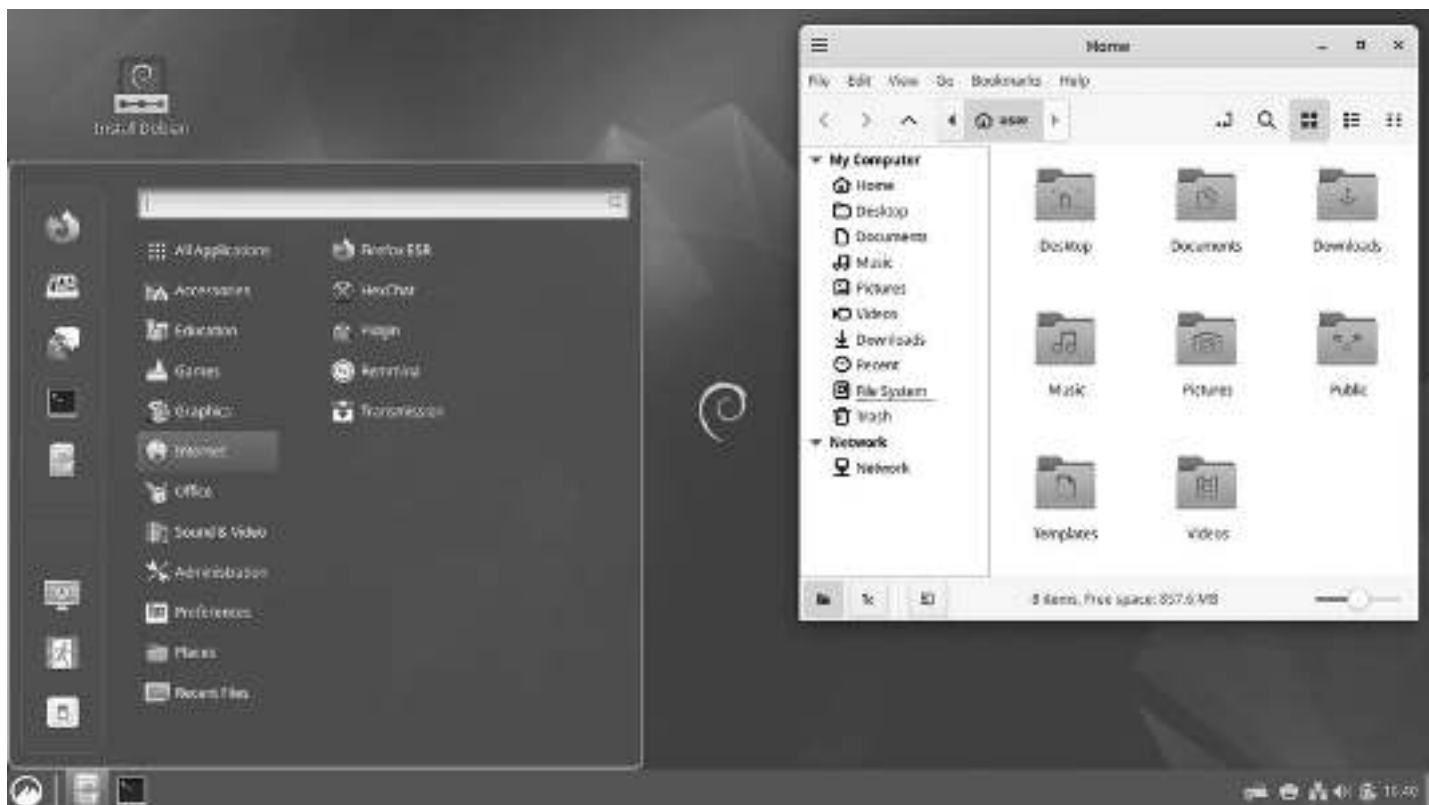 Install Debian
All Applications
Accessories
Education
Games
Graphics
Internet
Office
Sound & Video
Administration
Preferences
Places
Recent Files
Firefox ESR
HexChat
Pidgin
Remmina
Transmission
Home
File Edit View Go Bookmarks Help
user
My Computer
Home
Desktop
Documents
Music
Pictures
Videos
Downloads
Recent
File System
Trash
Network
Network
Desktop Documents Downloads
Music Pictures Public
Templates Videos
8 items, Free space: 857.6 MB